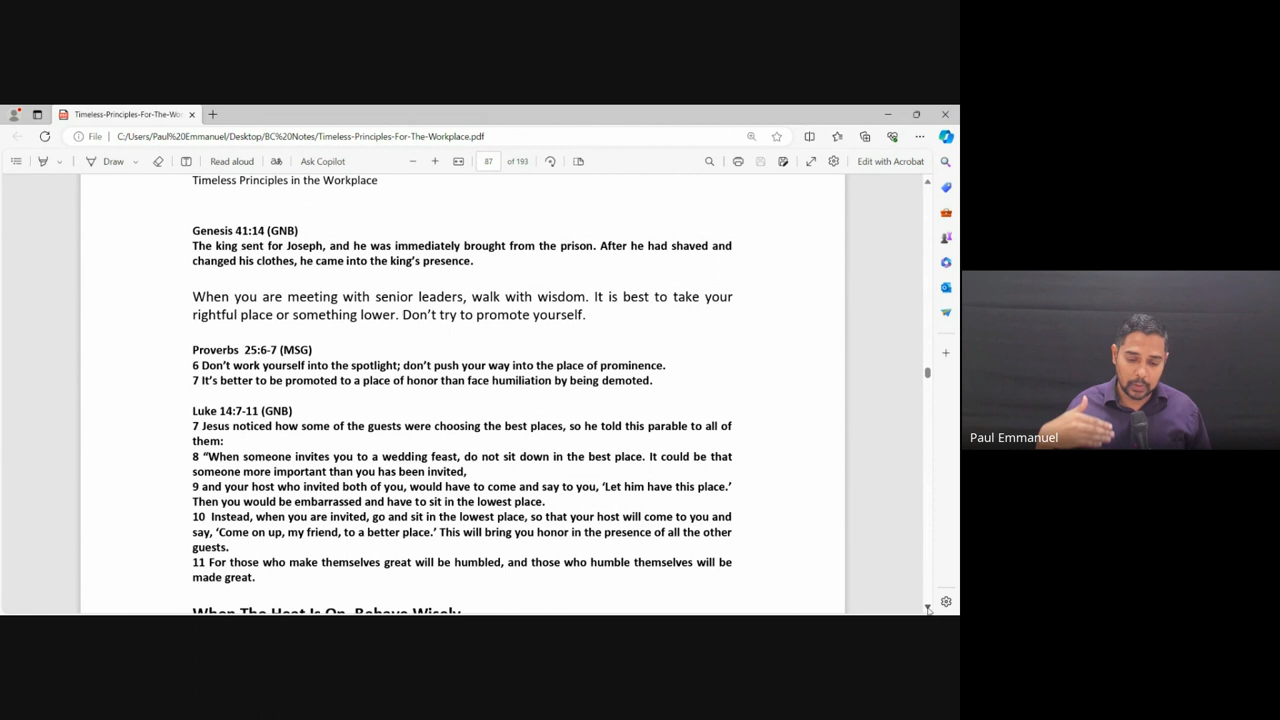 Timeless-Principles-For-The-Wor
File
C:/Users/Paul%20Emmanuel/Desktop/BC%20Notes/Timeless-Principles-For-The-Workplace.pdf
Draw
Read aloud
Ask Copilot
87
of 193
Edit with Acrobat
Timeless Principles in the Workplace
Genesis 41:14 (GNB)
The king sent for Joseph, and he was immediately brought from the prison. After he had shaved and
changed his clothes, he came into the king's presence.
When you are meeting with senior leaders, walk with wisdom. It is best to take your
rightful place or something lower. Don't try to promote yourself.
Proverbs 25:6-7 (MSG)
6 Don't work yourself into the spotlight; don't push your way into the place of prominence.
7 It's better to be promoted to a place of honor than face humiliation by being demoted.
Luke 14:7-11 (GNB)
7 Jesus noticed how some of the guests were choosing the best places, so he told this parable to all of
them:
8 “When someone invites you to a wedding feast, do not sit down in the best place. It could be that
someone more important than you has been invited,
9 and your host who invited both of you, would have to come and say to you, ‘Let him have this place.’
Then you would be embarrassed and have to sit in the lowest place.
10 Instead, when you are invited, go and sit in the lowest place, so that your host will come to you and
say, ‘Come on up, my friend, to a better place.’ This will bring you honor in the presence of all the other
guests.
11 For those who make themselves great will be humbled, and those who humble themselves will be
made great.
When The Heat Is On, Behave Wisely
Paul Emmanuel